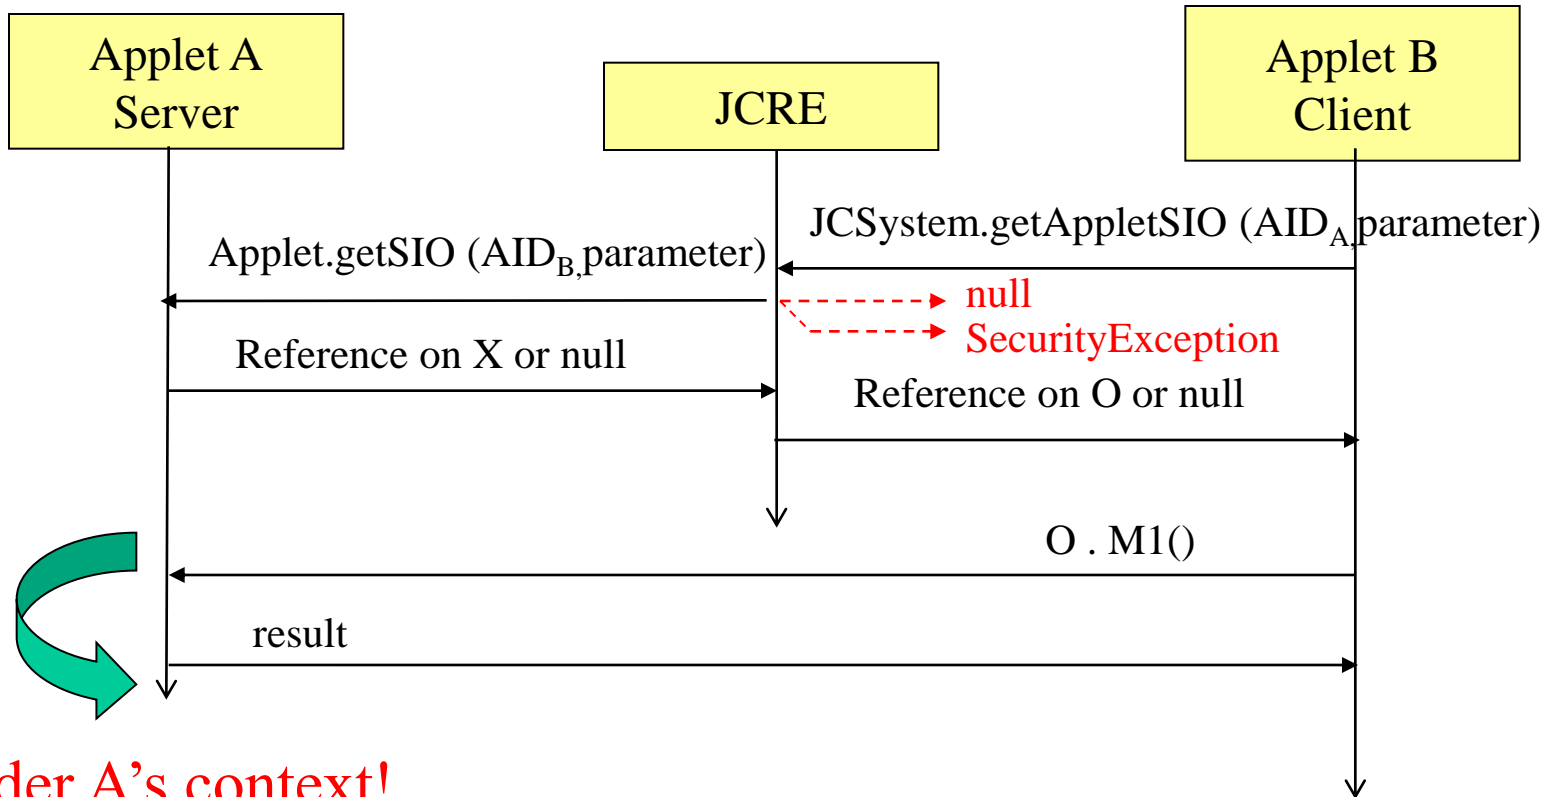 Applet A
Server
JCRE
Applet B
Client
JCSystem.getAppletSIO (AIDA,parameter)
Applet.getSIO (AIDB,parameter)
null
SecurityException
Reference on X or null
Reference on O or null
O . M1()
result
der A’s context!